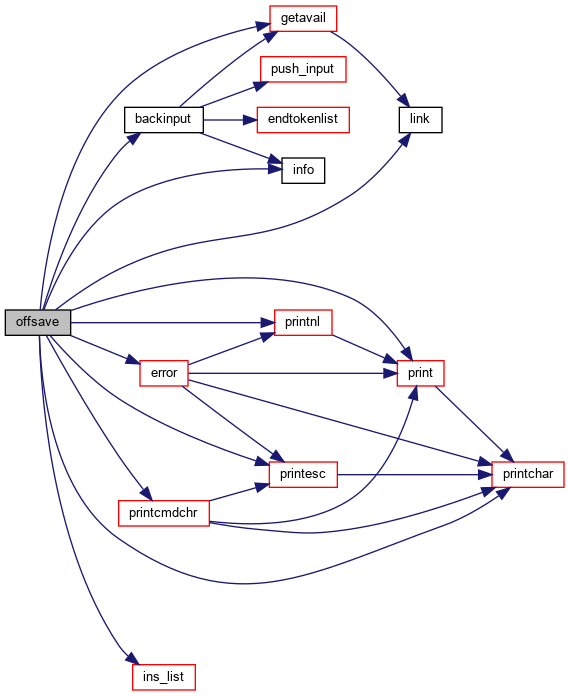 getavail
push_input
backinput
endtokenlist
link
info
offsave
printnl
error
print
printesc
printchar
printcmdchr
ins_list